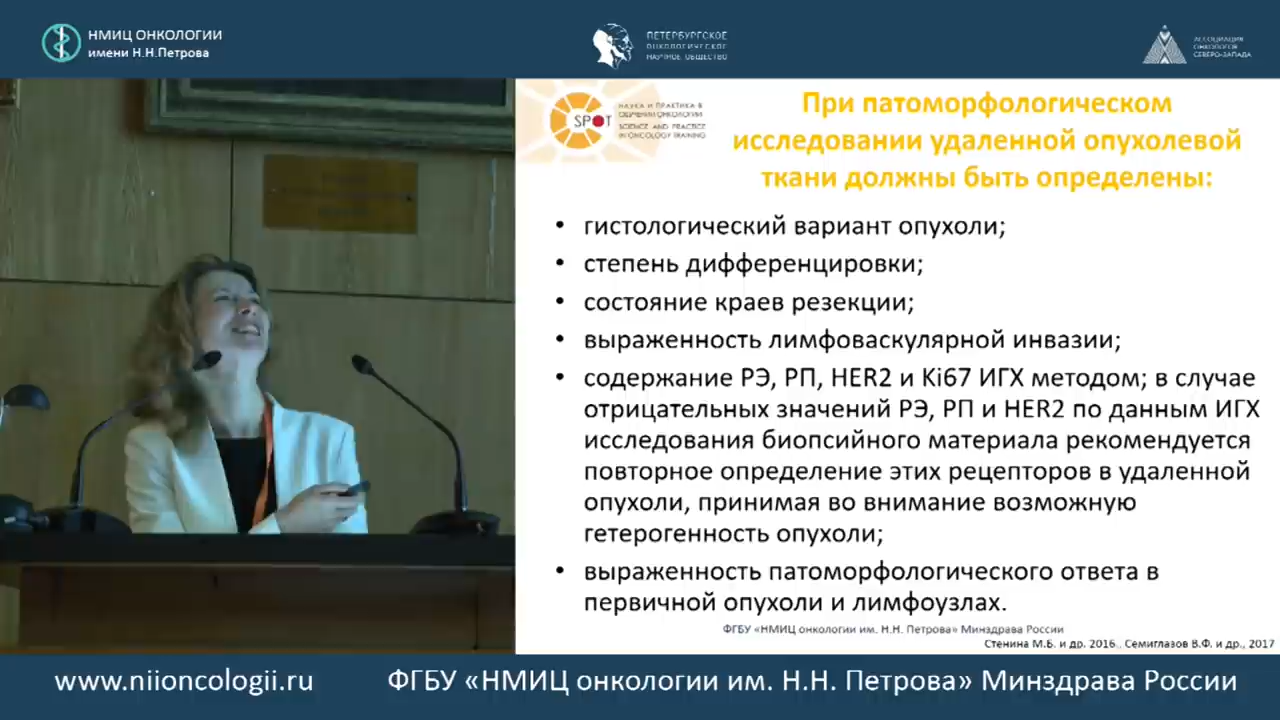 НМИЦ ОНКОЛОГИИ
имени Н.Н.Петрова
ПЕТЕРБУРГСКОЕ
ОНКОЛОГИЧЕСКОЕ
НАУЧНОЕ ОБЩЕСТВО
АССОЦИАЦИЯ
ОНКОЛОГОВ
СЕВЕРО-ЗАПАДА
SPOT
НАУКА И ПРАКТИКА В
ОБУЧЕНИИ ОНКОЛОГИИ
SCIENCE AND PRACTICE
IN ONCOLOGY TRAINING
При патоморфологическом
исследовании удаленной опухолевой
ткани должны быть определены:
• гистологический вариант опухоли;
• степень дифференцировки;
• состояние краев резекции;
• выраженность лимфоваскулярной инвазии;
• содержание РЭ, РП, HER2 и Ki67 ИГХ методом; в случае
отрицательных значений РЭ, РП и HER2 по данным ИГХ
исследования биопсийного материала рекомендуется
повторное определение этих рецепторов в удаленной
опухоли, принимая во внимание возможную
гетерогенность опухоли;
• выраженность патоморфологического ответа в
первичной опухоли и лимфоузлах.
ФГБУ «НМИЦ онкологии им. Н.Н. Петрова» Минздрава России
Стенина М.Б. и др. 2016., Семиглазов В.Ф. и др., 2017
www.niioncologii.ru
ФГБУ «НМИЦ онкологии им. Н.Н. Петрова» Минздрава России